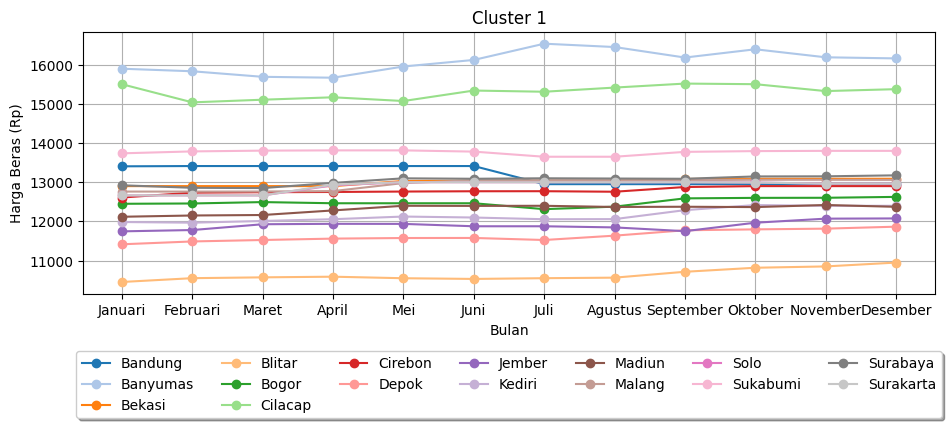 Cluster 1
16000
15000
14000
13000
12000
11000
Harga Beras (Rp)
Januari Februari Maret April Mei Juni Juli Agustus September Oktober November Desember
Bulan
Bandung Blitar Cirebon Jember Madiun Solo Surabaya
Banyumas Bogor Depok Kediri Malang Sukabumi Surakarta
Bekasi Cilacap